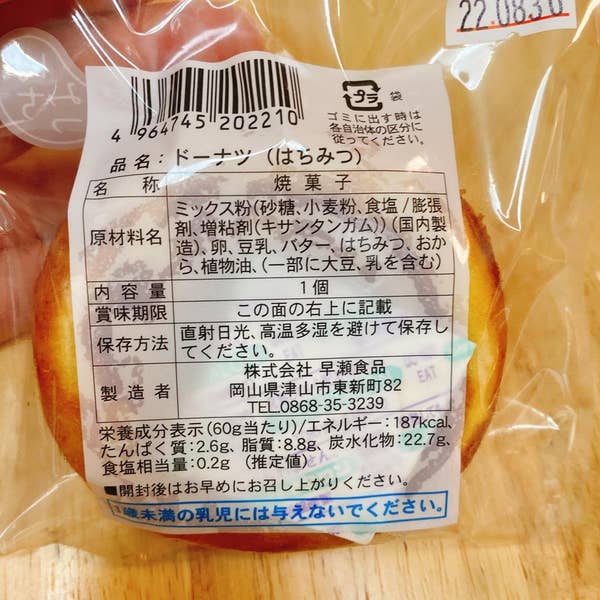 22.0830
4 964745 202210
プラ 袋
ゴミに出す時は
各自治体の区分に
従ってください。
品名：ドーナツ（はちみつ）
名称 焼菓子
原材料名 ミックス粉(砂糖、小麦粉、食塩/膨張
剤、増粘剤(キサンタンガム))(国内製
造)、卵、豆乳、バター、はちみつ、おか
ら、植物油、(一部に大豆、乳を含む)
内容量 1個
賞味期限 この面の右上に記載
保存方法 直射日光、高温多湿を避けて保存し
てください。
製造者 株式会社 早瀬食品
岡山県津山市東新町82
TEL.0868-35-3239
栄養成分表示(60g当たり)/エネルギー:187kcal、
たんぱく質:2.6g、脂質:8.8g、炭水化物:22.7g、
食塩相当量:0.2g (推定値)
■開封後はお早めにお召し上がりください。
1歳未満の乳児には与えないでください。
EAT